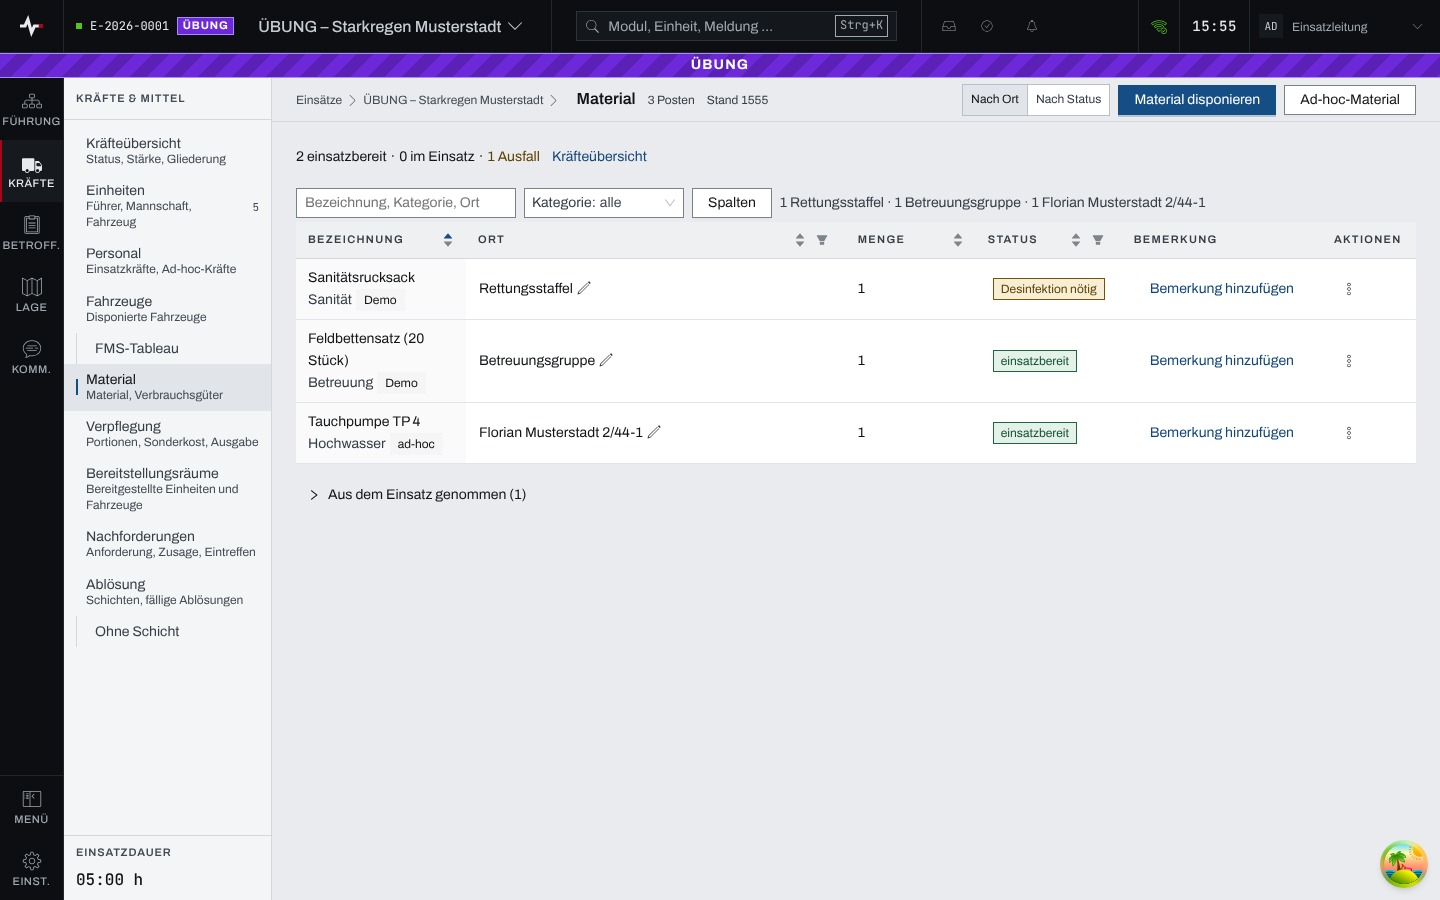 E-2026-0001 ÜBUNG ÜBUNG – Starkregen Musterstadt Modul, Einheit, Meldung ... Strg+K 15:55 AD Einsatzleitung
ÜBUNG
FÜHRUNG
KRÄFTE
BETROFF.
LAGE
KOMM.
MENÜ
EINST.
KRÄFTE & MITTEL
Kräfteübersicht
Status, Stärke, Gliederung
Einheiten
Führer, Mannschaft,
Fahrzeug
5
Personal
Einsatzkräfte, Ad-hoc-Kräfte
Fahrzeuge
Disponierte Fahrzeuge
FMS-Tableau
Material
Material, Verbrauchsgüter
Verpflegung
Portionen, Sonderkost, Ausgabe
Bereitstellungsräume
Bereitgestellte Einheiten und
Fahrzeuge
Nachforderungen
Anforderung, Zusage, Eintreffen
Ablösung
Schichten, fällige Ablösungen
Ohne Schicht
EINSATZDAUER
05:00 h
Einsätze ÜBUNG – Starkregen Musterstadt Material 3 Posten Stand 1555 Nach Ort Nach Status Material disponieren Ad-hoc-Material
2 einsatzbereit · 0 im Einsatz · 1 Ausfall Kräfteübersicht
Bezeichnung, Kategorie, Ort Kategorie: alle Spalten 1 Rettungsstaffel · 1 Betreuungsgruppe · 1 Florian Musterstadt 2/44-1
BEZEICHNUNG ORT MENGE STATUS BEMERKUNG AKTIONEN
Sanitätsrucksack
Sanität Demo
Rettungsstaffel 1 Desinfektion nötig Bemerkung hinzufügen
Feldbettensatz (20
Stück)
Betreuung Demo
Betreuungsgruppe 1 einsatzbereit Bemerkung hinzufügen
Tauchpumpe TP 4
Hochwasser ad-hoc
Florian Musterstadt 2/44-1 1 einsatzbereit Bemerkung hinzufügen
Aus dem Einsatz genommen (1)